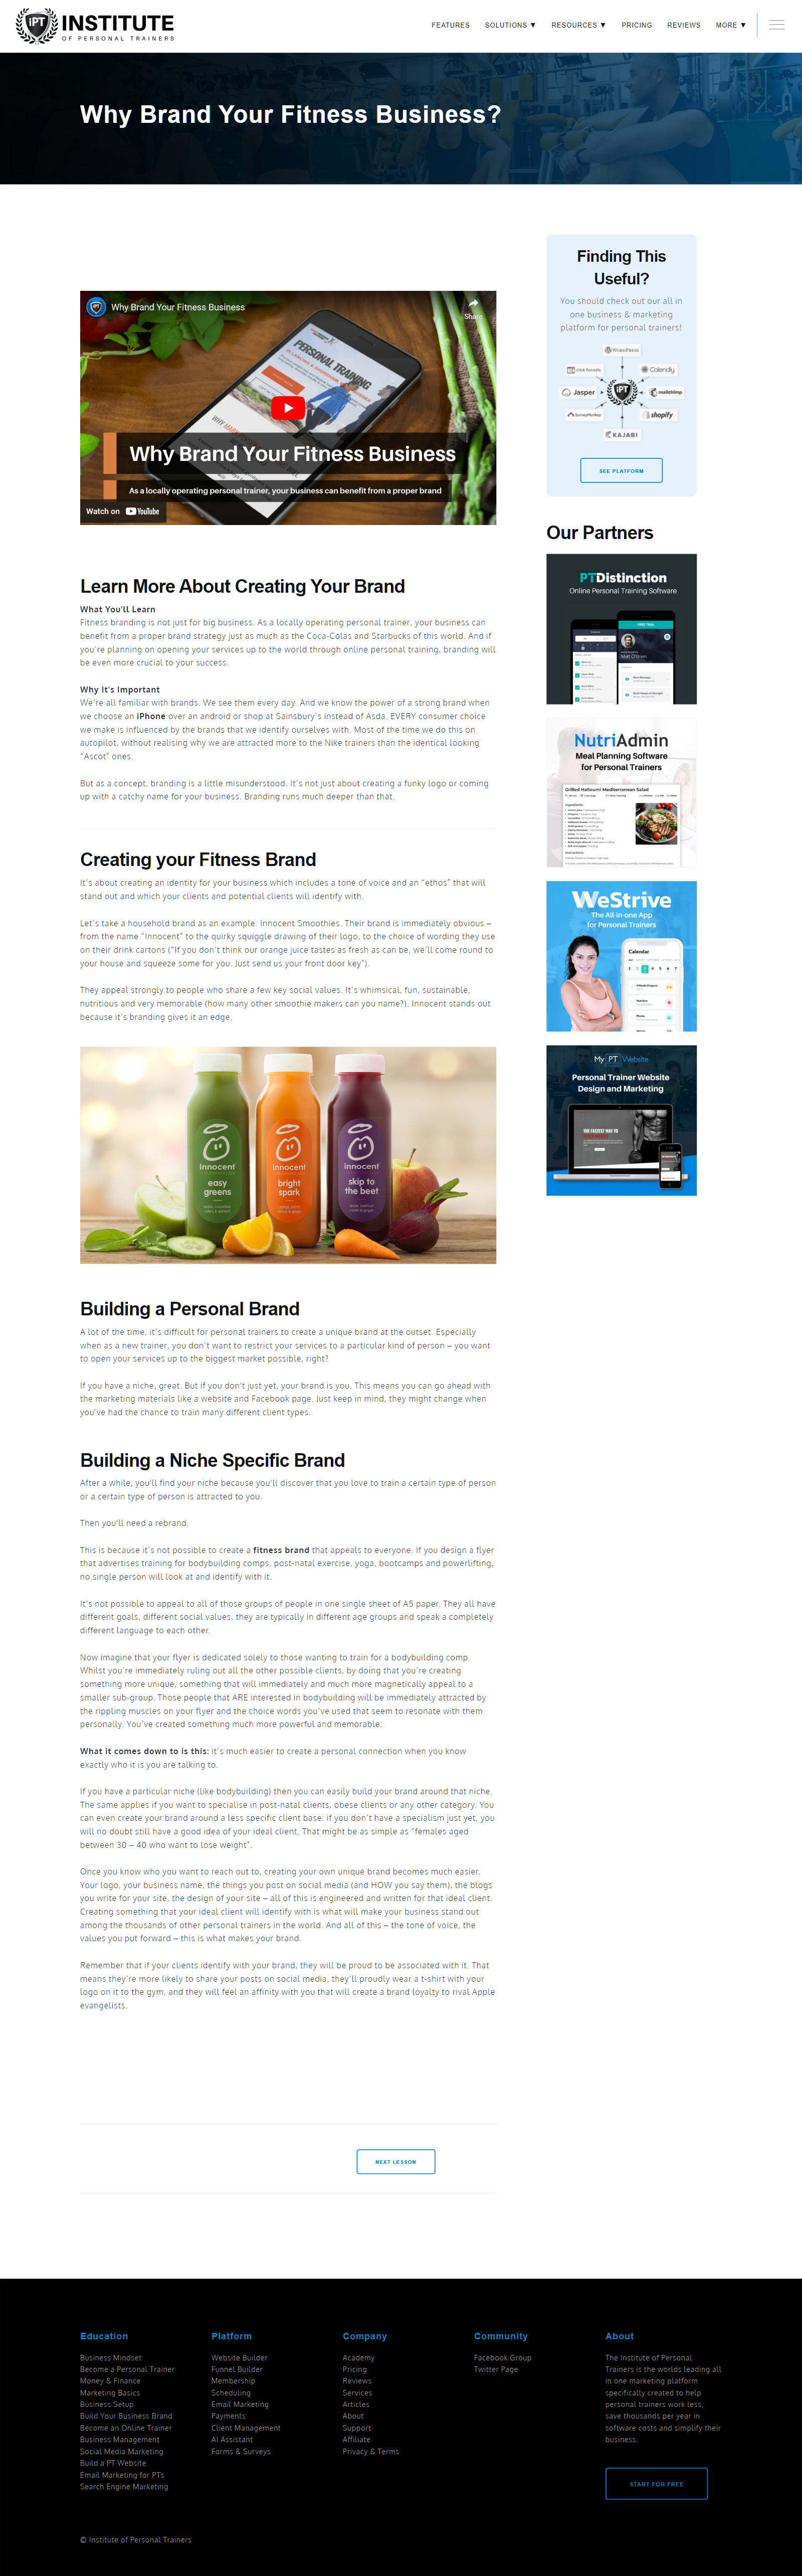 iPT INSTITUTE
OF PERSONAL TRAINERS
FEATURES SOLUTIONS ▼ RESOURCES ▼ PRICING REVIEWS MORE ▼
Why Brand Your Fitness Business?
Why Brand Your Fitness Business
Share
PERSONAL TRAINING
Why Brand Your Fitness Business
As a locally operating personal trainer, your business can benefit from a proper brand
Watch on YouTube
Learn More About Creating Your Brand
What You’ll Learn
Fitness branding is not just for big business. As a locally operating personal trainer, your business can
benefit from a proper brand strategy just as much as the Coca-Colas and Starbucks of this world. And if
you’re planning on opening your services up to the world through online personal training, branding will
be even more crucial to your success.
Why It’s Important
We’re all familiar with brands. We see them every day. And we know the power of a strong brand when
we choose an iPhone over an android or shop at Sainsbury’s instead of Asda. EVERY consumer choice
we make is influenced by the brands that we identify ourselves with. Most of the time we do this on
autopilot, without realising why we are attracted more to the Nike trainers than the identical looking
“Ascot” ones.
But as a concept, branding is a little misunderstood. It’s not just about creating a funky logo or coming
up with a catchy name for your business. Branding runs much deeper than that.
Creating your Fitness Brand
It’s about creating an identity for your business which includes a tone of voice and an “ethos” that will
stand out and which your clients and potential clients will identify with.
Let’s take a household brand as an example: Innocent Smoothies. Their brand is immediately obvious –
from the name “Innocent” to the quirky squiggle drawing of their logo, to the choice of wording they use
on their drink cartons (“If you don’t think our orange juice tastes as fresh as can be, we’ll come round to
your house and squeeze some for you. Just send us your front door key”).
They appeal strongly to people who share a few key social values. It’s whimsical, fun, sustainable,
nutritious and very memorable (how many other smoothie makers can you name?). Innocent stands out
because it’s branding gives it an edge.
innocent innocent innocent
easy greens
bright spark
skip to the beet
Building a Personal Brand
A lot of the time, it’s difficult for personal trainers to create a unique brand at the outset. Especially
when as a new trainer, you don’t want to restrict your services to a particular kind of person – you want
to open your services up to the biggest market possible, right?
If you have a niche, great. But if you don’t just yet, your brand is you. This means you can go ahead with
the marketing materials like a website and Facebook page. Just keep in mind, they might change when
you’ve had the chance to train many different client types.
Building a Niche Specific Brand
After a while, you’ll find your niche because you’ll discover that you love to train a certain type of person
or a certain type of person is attracted to you.
Then you’ll need a rebrand.
This is because it’s not possible to create a fitness brand that appeals to everyone. If you design a flyer
that advertises training for bodybuilding comps, post-natal exercise, yoga, bootcamps and powerlifting,
no single person will look at and identify with it.
It’s not possible to appeal to all of those groups of people in one single sheet of A5 paper. They all have
different goals, different social values, they are typically in different age groups and speak a completely
different language to each other.
Now imagine that your flyer is dedicated solely to those wanting to train for a bodybuilding comp.
Whilst you’re immediately ruling out all the other possible clients, by doing that you’re creating
something more unique, something that will immediately and much more magnetically appeal to a
smaller sub-group. Those people that ARE interested in bodybuilding will be immediately attracted by
the rippling muscles on your flyer and the choice words you’ve used that seem to resonate with them
personally. You’ve created something much more powerful and memorable.
What it comes down to is this: it’s much easier to create a personal connection when you know
exactly who it is you are talking to.
If you have a particular niche (like bodybuilding) then you can easily build your brand around that niche.
The same applies if you want to specialise in post-natal clients, obese clients or any other category. You
can even create your brand around a less specific client base: if you don’t have a specialism just yet, you
will no doubt still have a good idea of your ideal client. That might be as simple as “females aged
between 30 – 40 who want to lose weight”.
Once you know who you want to reach out to, creating your own unique brand becomes much easier.
Your logo, your business name, the things you post on social media (and HOW you say them), the blogs
you write for your site, the design of your site – all of this is engineered and written for that ideal client.
Creating something that your ideal client will identify with is what will make your business stand out
among the thousands of other personal trainers in the world. And all of this – the tone of voice, the
values you put forward – this is what makes your brand.
Remember that if your clients identify with your brand, they will be proud to be associated with it. That
means they’re more likely to share your posts on social media, they’ll proudly wear a t-shirt with your
logo on it to the gym, and they will feel an affinity with you that will create a brand loyalty to rival Apple
evangelists.
NEXT LESSON
Finding This
Useful?
You should check out our all in
one business & marketing
platform for personal trainers!
WORDPRESS
click funnels
Calendly
Jasper
iPT
mailchimp
SurveyMonkey
shopify
KAJABI
SEE PLATFORM
Our Partners
PTDistinction
Online Personal Training Software
FREE TRIAL
NutriAdmin
Meal Planning Software
for Personal Trainers
Grilled Halloumi Mediterranean Salad
Ingredients
Instructions
WeStrive
The All-in-one App
for Personal Trainers
Calendar
My PT Website
Personal Trainer Website
Design and Marketing
Education
Business Mindset
Become a Personal Trainer
Money & Finance
Marketing Basics
Business Setup
Build Your Business Brand
Become an Online Trainer
Business Management
Social Media Marketing
Build a PT Website
Email Marketing for PTs
Search Engine Marketing
Platform
Website Builder
Funnel Builder
Membership
Scheduling
Email Marketing
Payments
Client Management
AI Assistant
Forms & Surveys
Company
Academy
Pricing
Reviews
Services
Articles
About
Support
Affiliate
Privacy & Terms
Community
Facebook Group
Twitter Page
About
The Institute of Personal
Trainers is the worlds leading all
in one marketing platform
specifically created to help
personal trainers work less,
save thousands per year in
software costs and simplify their
business.
START FOR FREE
© Institute of Personal Trainers